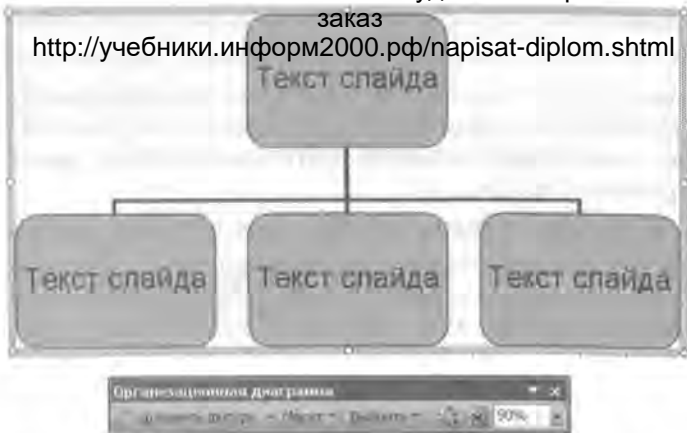 заказ
http://учебники.информ2000.рф/napisat-diplom.shtml
Текст слайда
Текст слайда Текст слайда Текст слайда
Организационная диаграмма
Макет
90%